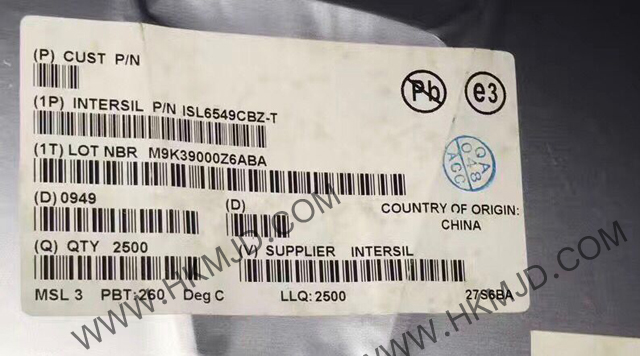 (P) CUST P/N
Pb
e3
(1P) INTERSIL P/N ISL6549CBZ-T
(1T) LOT NBR M9K39000Z6ABA
QA
048
ACC
(D) 0949
(D)
COUNTRY OF ORIGIN:
CHINA
(Q) QTY 2500
(V) SUPPLIER INTERSIL
MSL 3 PBT:260 Deg C LLQ:2500 27S6BA
WWW.HKMJD.COM
WWW.HKMJD.COM